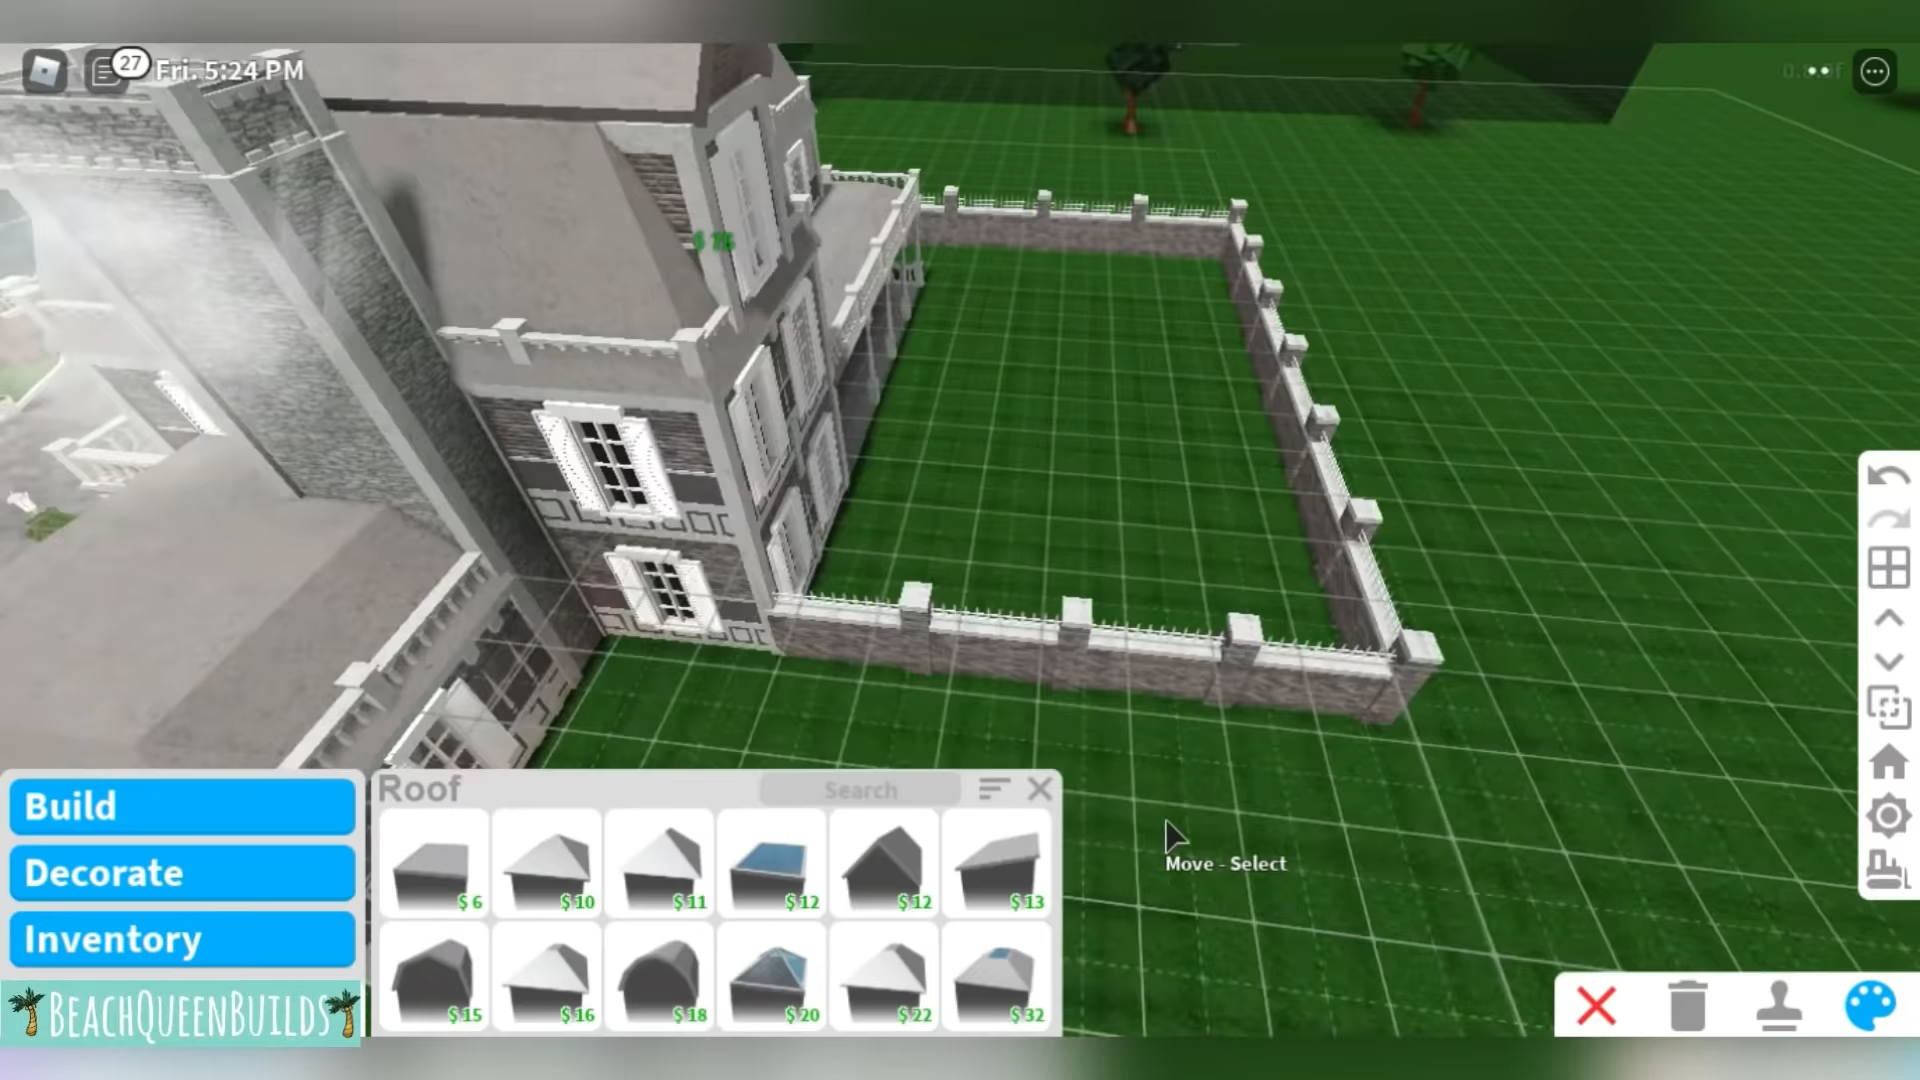 27
Fri. 5:24 PM
$ 75
Move - Select
Build
Decorate
Inventory
BEACHQUEENBUILDS
Roof
Search
$ 6
$ 10
$ 11
$ 12
$ 12
$ 13
$ 15
$ 16
$ 18
$ 20
$ 22
$ 32